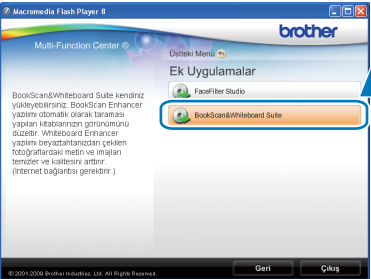 Macromedia Flash Player 8
brother
Multi-Function Center ®
Üstteki Menü
Ek Uygulamalar
FaceFilter Studio
BookScan&Whiteboard Suite
BookScan&Whiteboard Suite kendiniz
yükleyebilirsiniz. BookScan Enhancer
yazılımı otomatik olarak taraması
yapılan kitaplarınızın görünümünü
düzeltir. Whiteboard Enhancer
yazılımı beyaztahtanızdan çekilen
fotoğraflardaki metin ve imajları
temizler ve kalitesini arttırır.
(İnternet bağlantısı gerektirir.)
© 2001-2008 Brother Industries, Ltd. All Rights Reserved.
Geri
Çıkış